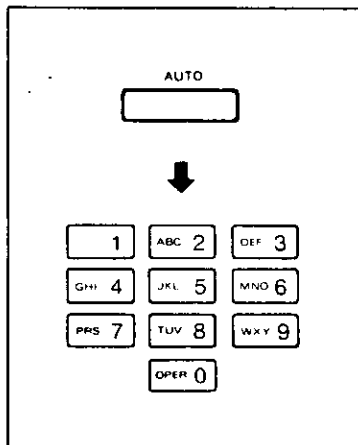 AUTO
1 ABC 2 DEF 3
GHI 4 JKL 5 MNO 6
PRS 7 TUV 8 WXY 9
OPER 0